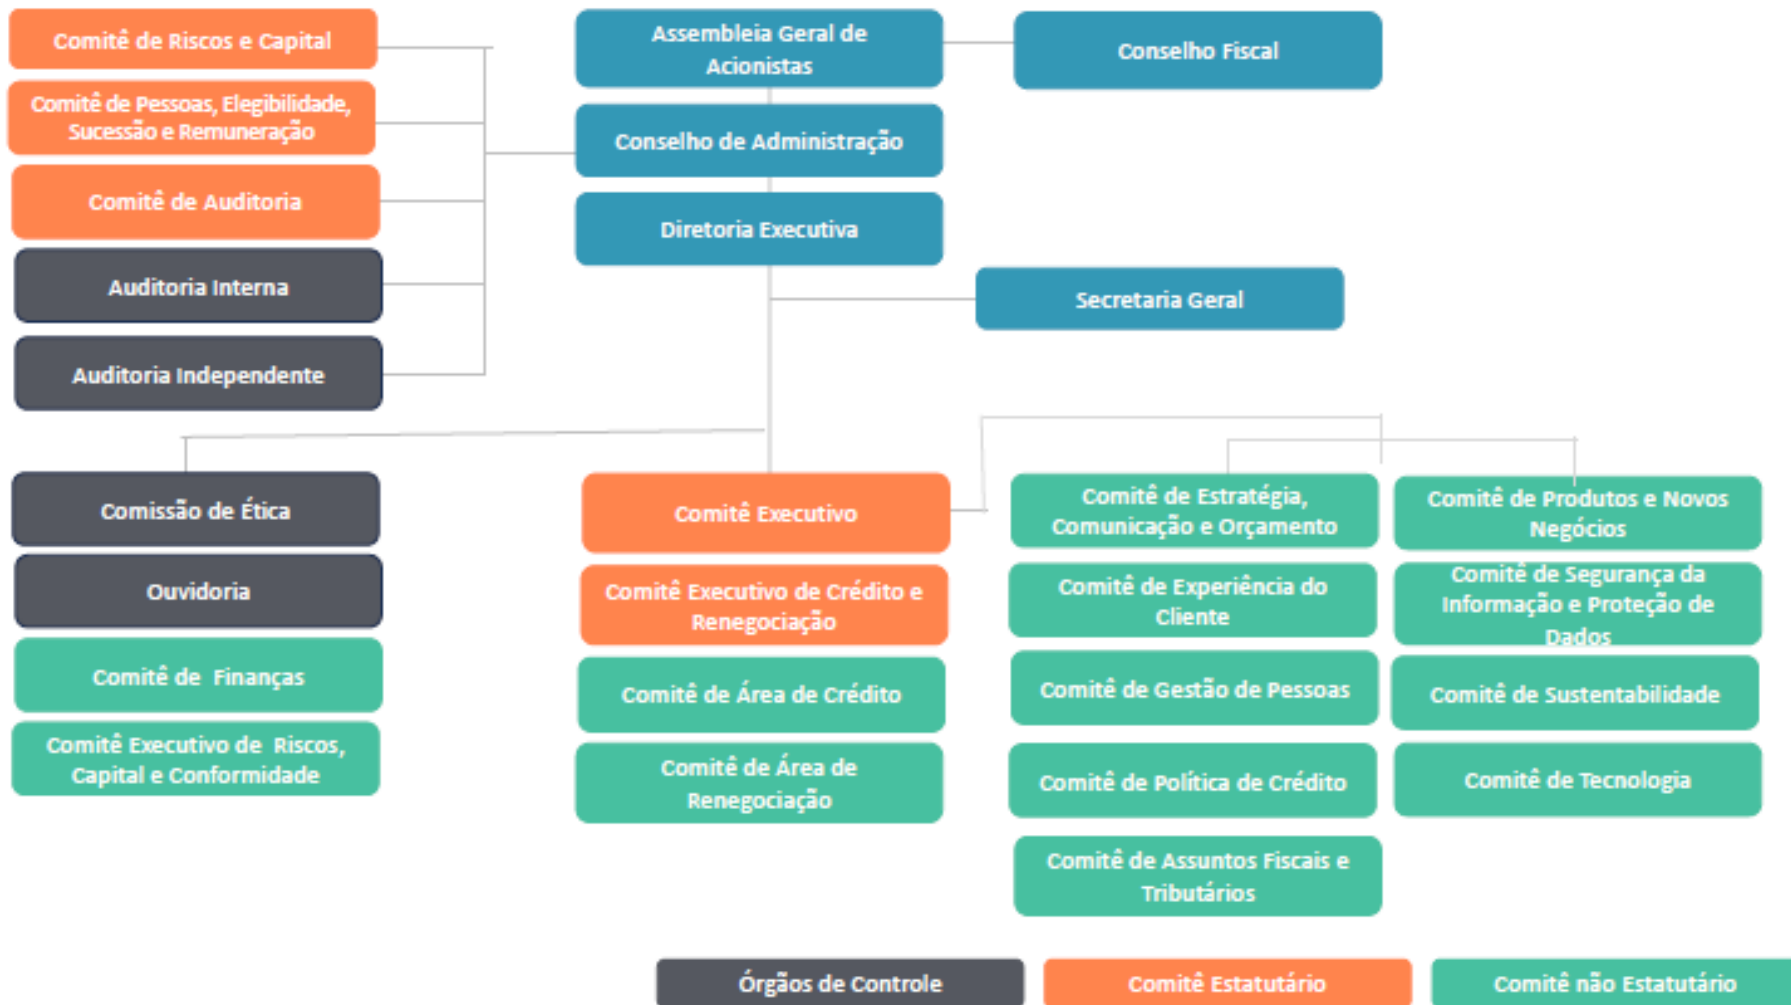 Comitê de Riscos e Capital
Comitê de Pessoas, Elegibilidade,
Sucessão e Remuneração
Comitê de Auditoria
Auditoria Interna
Auditoria Independente
Assembleia Geral de
Acionistas
Conselho Fiscal
Conselho de Administração
Diretoria Executiva
Secretaria Geral
Comissão de Ética
Ouvidoria
Comitê de Finanças
Comitê Executivo de Riscos,
Capital e Conformidade
Comitê Executivo
Comitê Executivo de Crédito e
Renegociação
Comitê de Área de Crédito
Comitê de Área de
Renegociação
Comitê de Estratégia,
Comunicação e Orçamento
Comitê de Experiência do
Cliente
Comitê de Gestão de Pessoas
Comitê de Política de Crédito
Comitê de Assuntos Fiscais e
Tributários
Comitê de Produtos e Novos
Negócios
Comitê de Segurança da
Informação e Proteção de
Dados
Comitê de Sustentabilidade
Comitê de Tecnologia
Órgãos de Controle
Comitê Estatutário
Comitê não Estatutário